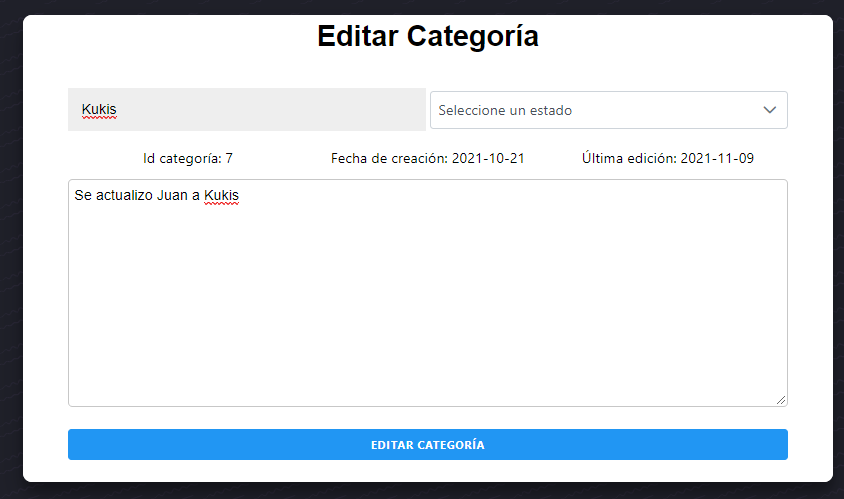 Editar Categoría
Kukis
Seleccione un estado
Id categoría: 7
Fecha de creación: 2021-10-21
Última edición: 2021-11-09
Se actualizo Juan a Kukis
EDITAR CATEGORÍA